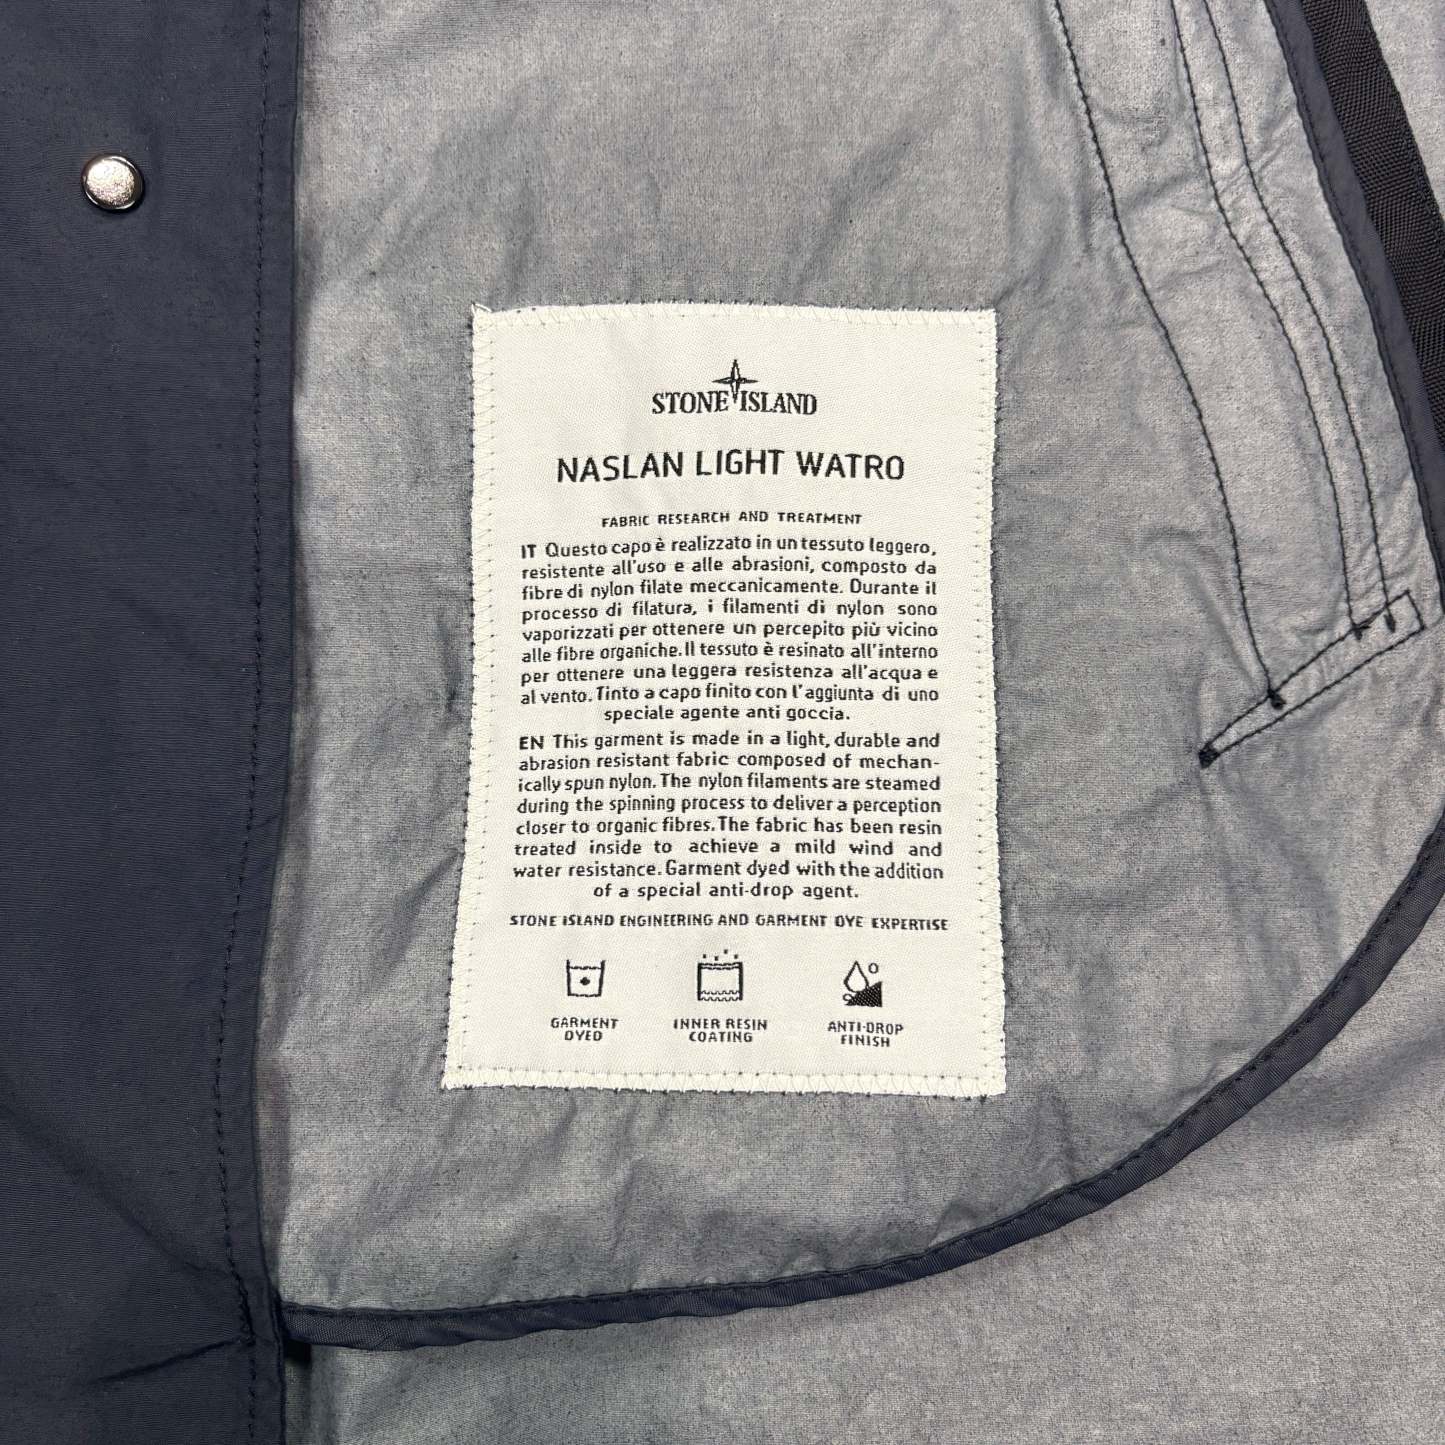 STONE ISLAND
NASLAN LIGHT WATRO
FABRIC RESEARCH AND TREATMENT
IT Questo capo è realizzato in un tessuto leggero,
resistente all'uso e alle abrasioni, composto da
fibre di nylon filate meccanicamente. Durante il
processo di filatura, i filamenti di nylon sono
vaporizzati per ottenere un percepito più vicino
alle fibre organiche. Il tessuto è resinato all'interno
per ottenere una leggera resistenza all'acqua e
al vento. Tinto a capo finito con l'aggiunta di uno
speciale agente anti goccia.
EN This garment is made in a light, durable and
abrasion resistant fabric composed of mechan-
ically spun nylon. The nylon filaments are steamed
during the spinning process to deliver a perception
closer to organic fibres. The fabric has been resin
treated inside to achieve a mild wind and
water resistance. Garment dyed with the addition
of a special anti-drop agent.
STONE ISLAND ENGINEERING AND GARMENT DYE EXPERTISE
GARMENT
DYED
INNER RESIN
COATING
ANTI-DROP
FINISH